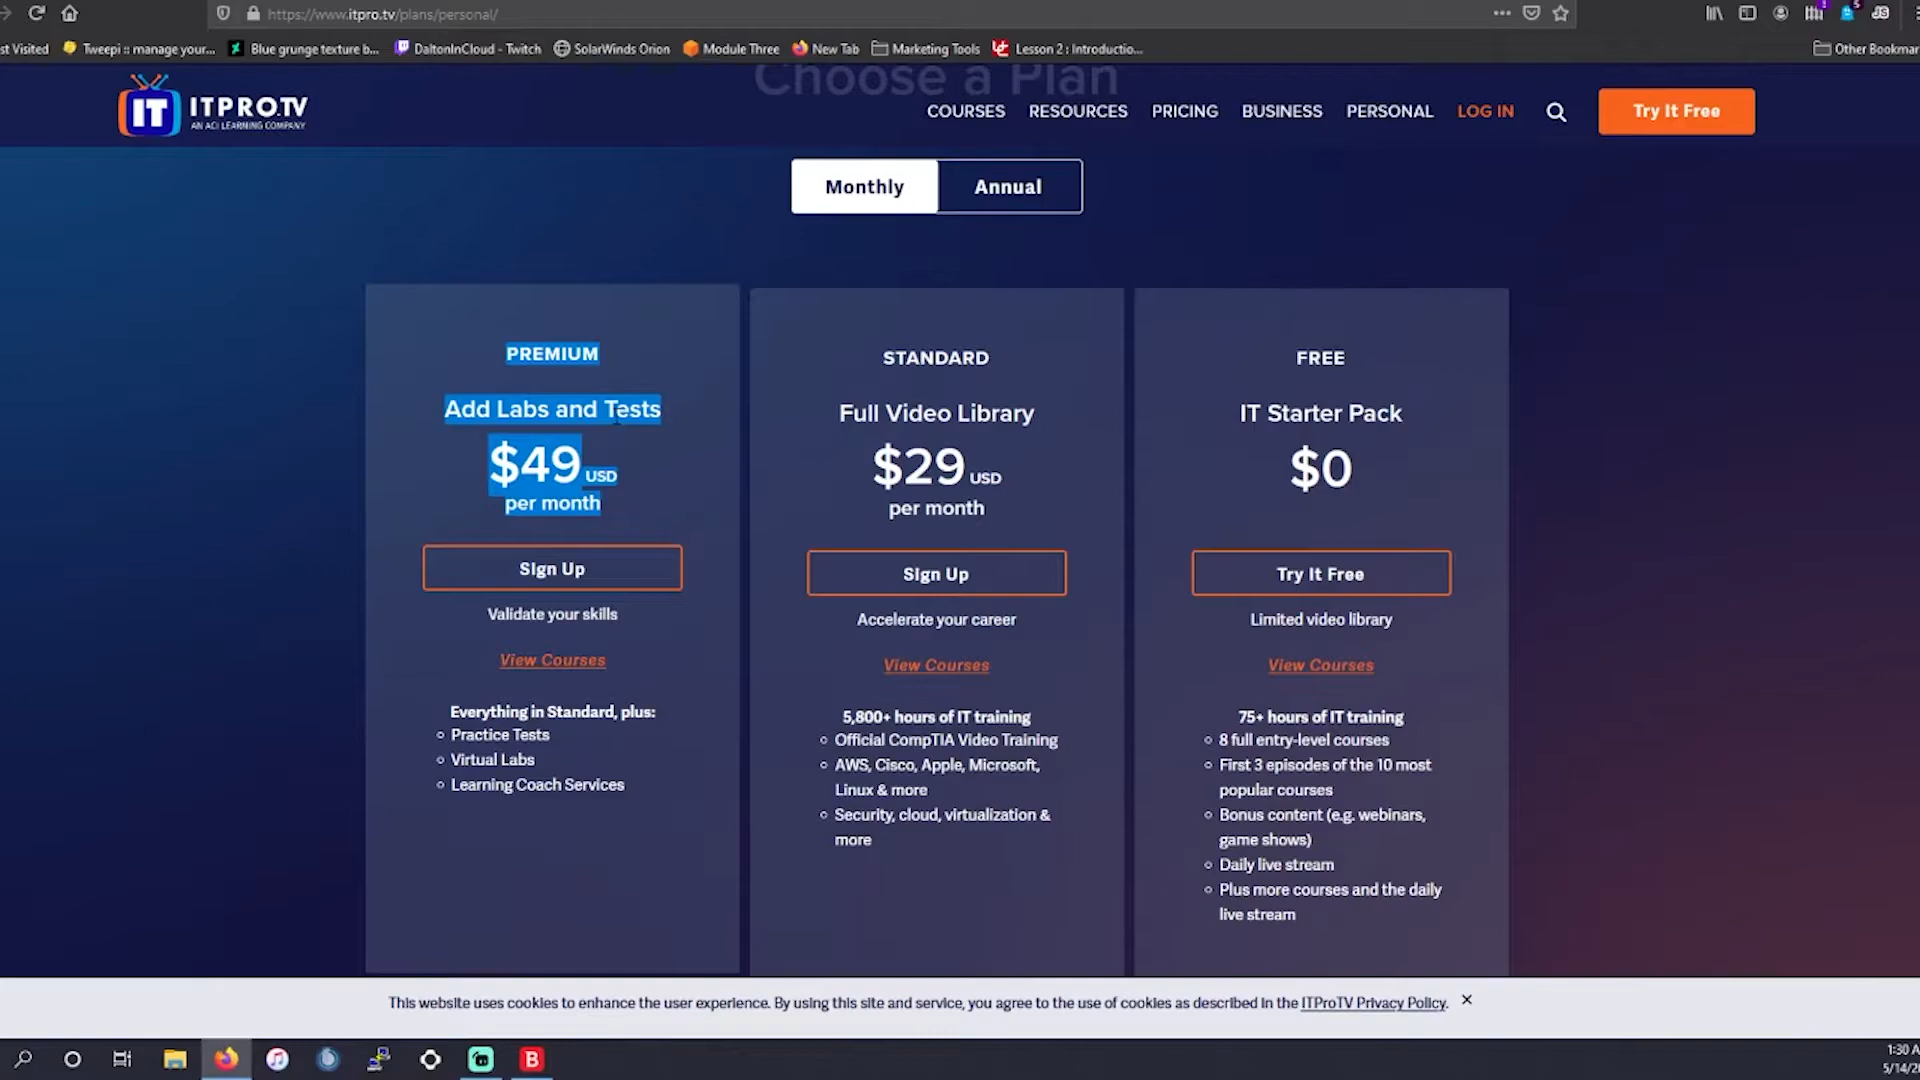 https://www.itpro.tv/plans/personal/
st Visited
Tweepi :: manage your...
Blue grunge texture b...
DaltonInCloud - Twitch
SolarWinds Orion
Module Three
New Tab
Marketing Tools
Lesson 2 : Introductio...
Other Bookmar
Choose a Plan
IT ITPRO.TV
AN ACI LEARNING COMPANY
COURSES
RESOURCES
PRICING
BUSINESS
PERSONAL
LOG IN
Try It Free
Monthly
Annual
PREMIUM
Add Labs and Tests
$49 USD
per month
Sign Up
Validate your skills
View Courses
Everything in Standard, plus:
Practice Tests
Virtual Labs
Learning Coach Services
STANDARD
Full Video Library
$29 USD
per month
Sign Up
Accelerate your career
View Courses
5,800+ hours of IT training
Official CompTIA Video Training
AWS, Cisco, Apple, Microsoft,
Linux & more
Security, cloud, virtualization &
more
FREE
IT Starter Pack
$0
Try It Free
Limited video library
View Courses
75+ hours of IT training
8 full entry-level courses
First 3 episodes of the 10 most
popular courses
Bonus content (e.g. webinars,
game shows)
Daily live stream
Plus more courses and the daily
live stream
This website uses cookies to enhance the user experience. By using this site and service, you agree to the use of cookies as described in the ITProTV Privacy Policy.
1:30 A
5/14/2